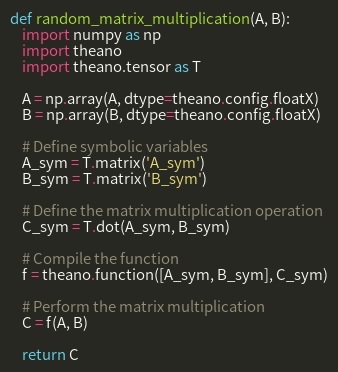 def random_matrix_multiplication(A, B):
import numpy as np
import theano
import theano.tensor as T
A = np.array(A, dtype=theano.config.floatX)
B = np.array(B, dtype=theano.config.floatX)
# Define symbolic variables
A_sym = T.matrix('A_sym')
B_sym = T.matrix('B_sym')
# Define the matrix multiplication operation
C_sym = T.dot(A_sym, B_sym)
# Compile the function
f = theano.function([A_sym, B_sym], C_sym)
# Perform the matrix multiplication
C = f(A, B)
return C